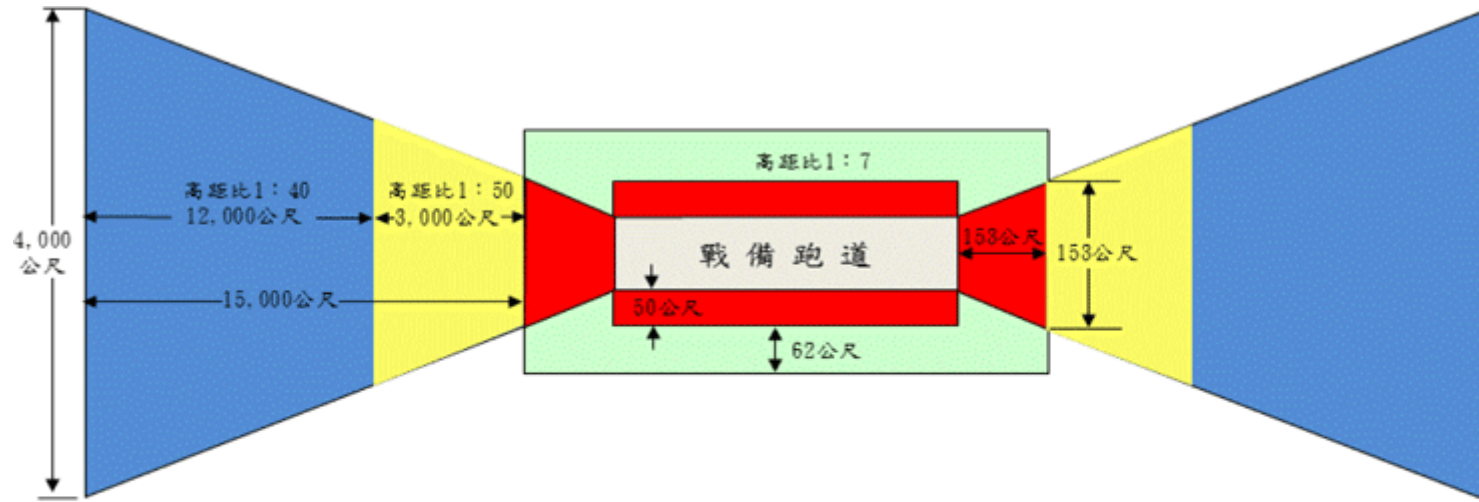 高距比1：7
高距比1：40
12,000公尺
高距比1：50
3,000公尺
4,000
公尺
153公尺
153公尺
戰備跑道
15,000公尺
50公尺
62公尺